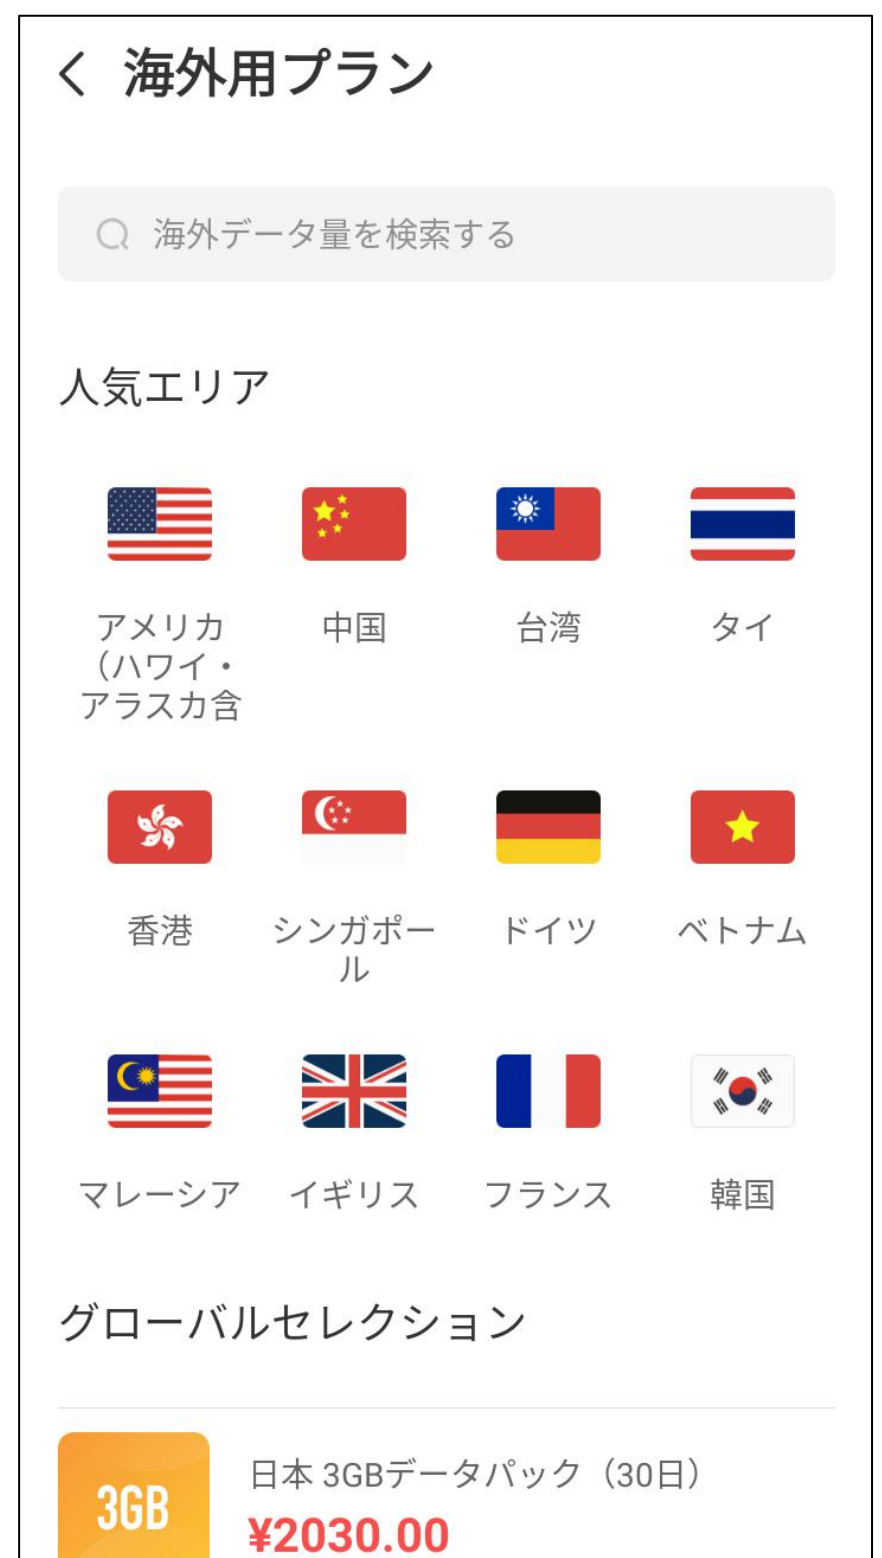 海外用プラン
海外データ量を検索する
人気エリア
アメリカ
（ハワイ・
アラスカ含
中国
台湾
タイ
香港
シンガポー
ル
ドイツ
ベトナム
マレーシア
イギリス
フランス
韓国
グローバルセレクション
3GB
日本 3GBデータパック（30日）
¥2030.00